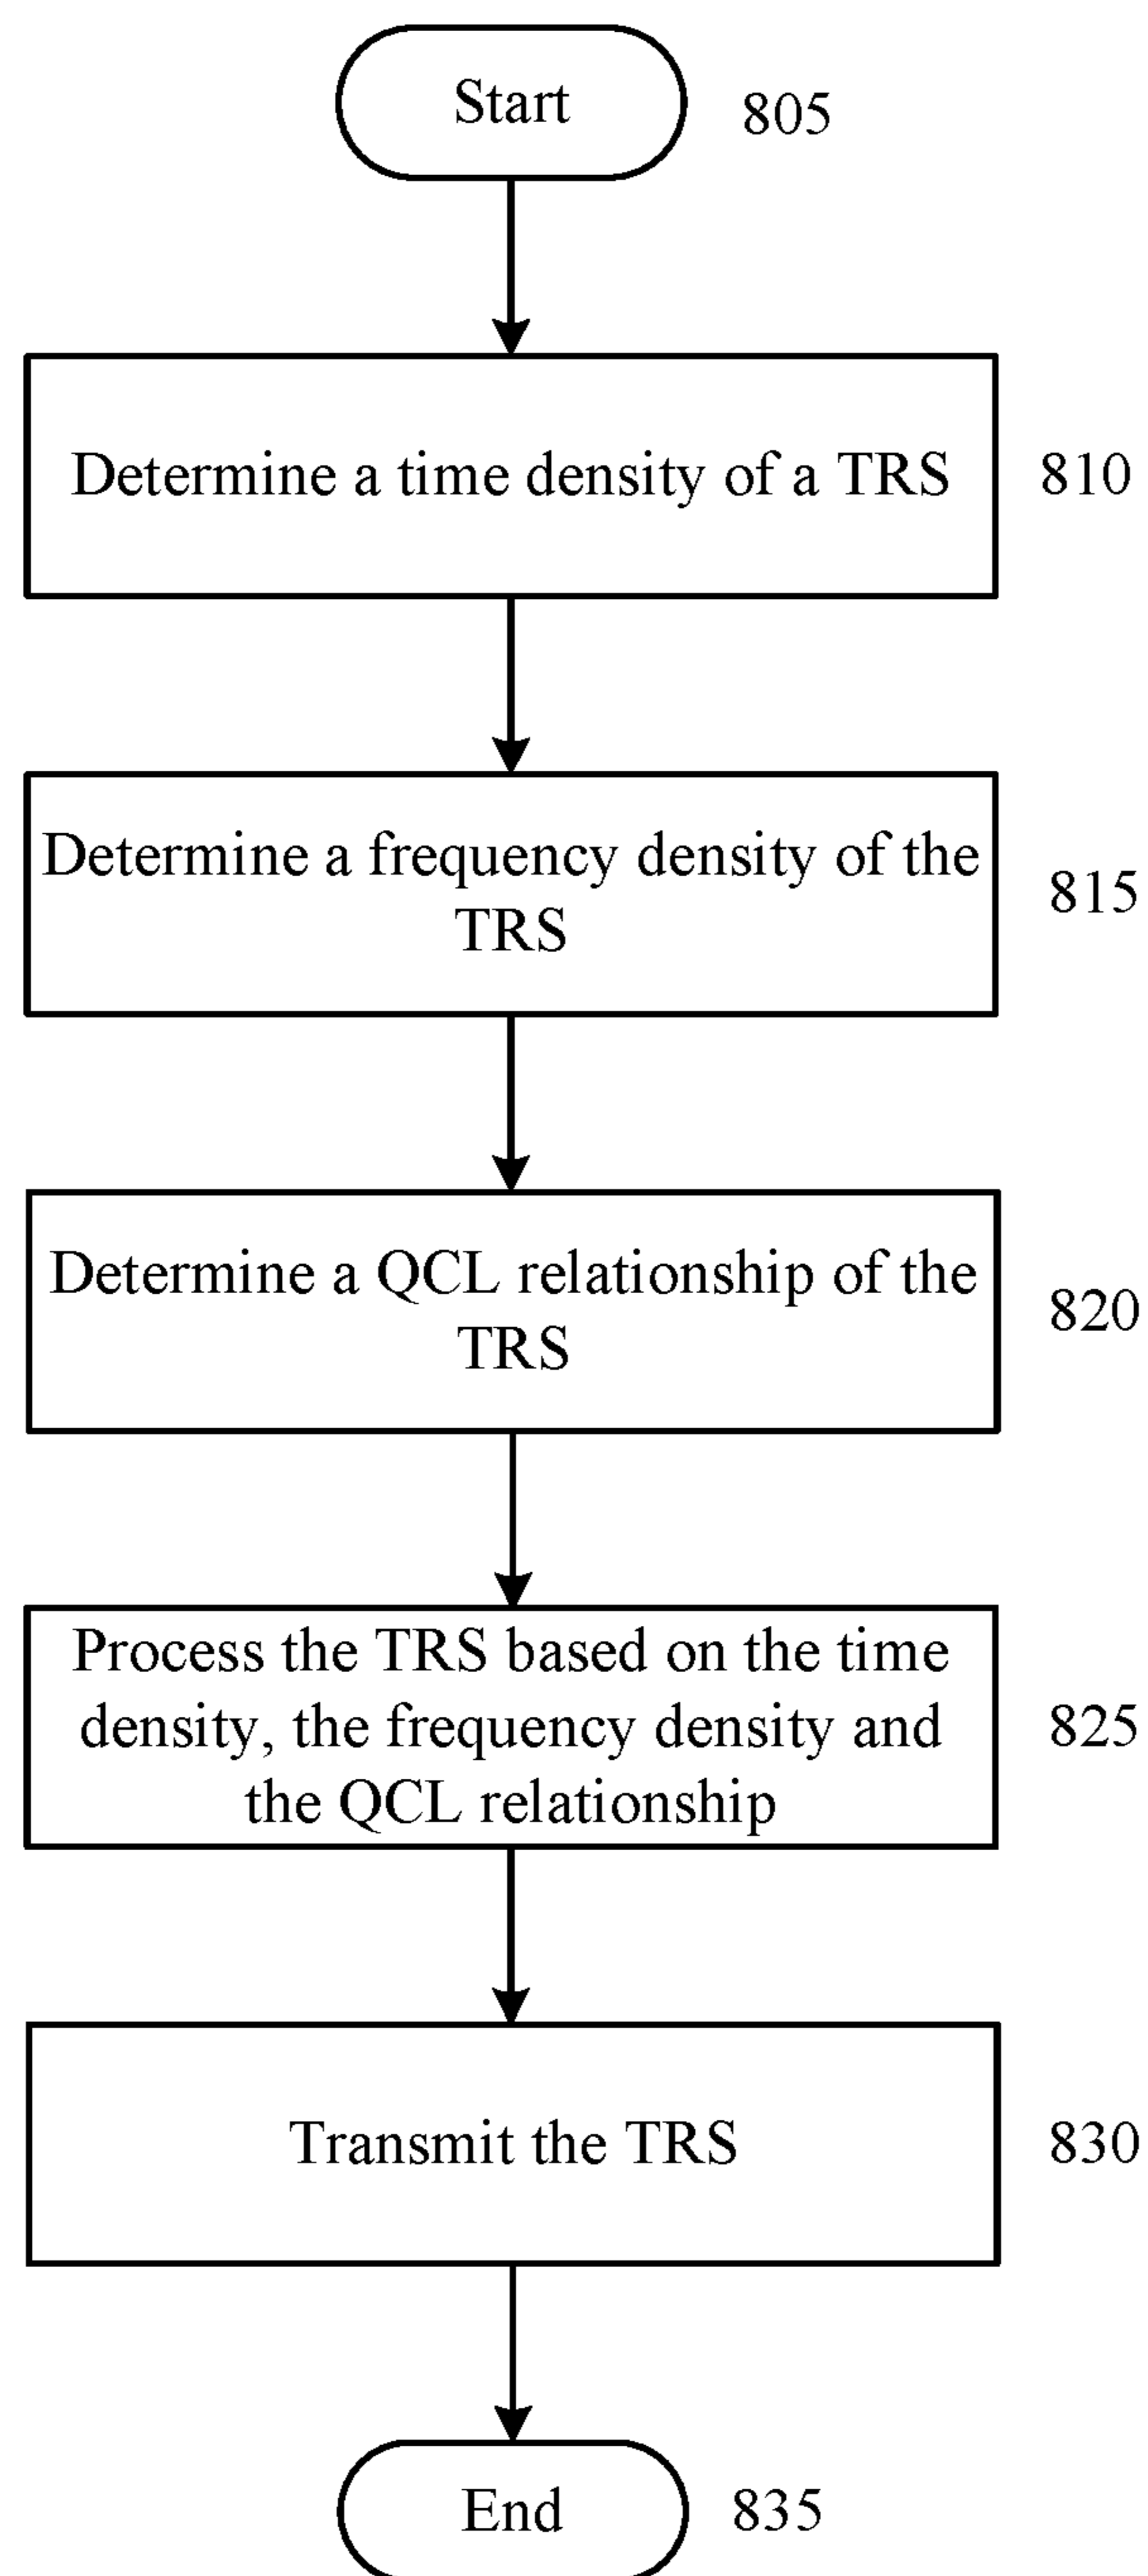 Start
805
Determine a time density of a TRS
810
Determine a frequency density of the
TRS
815
Determine a QCL relationship of the
TRS
820
Process the TRS based on the time
density, the frequency density and
the QCL relationship
825
Transmit the TRS
830
End
835